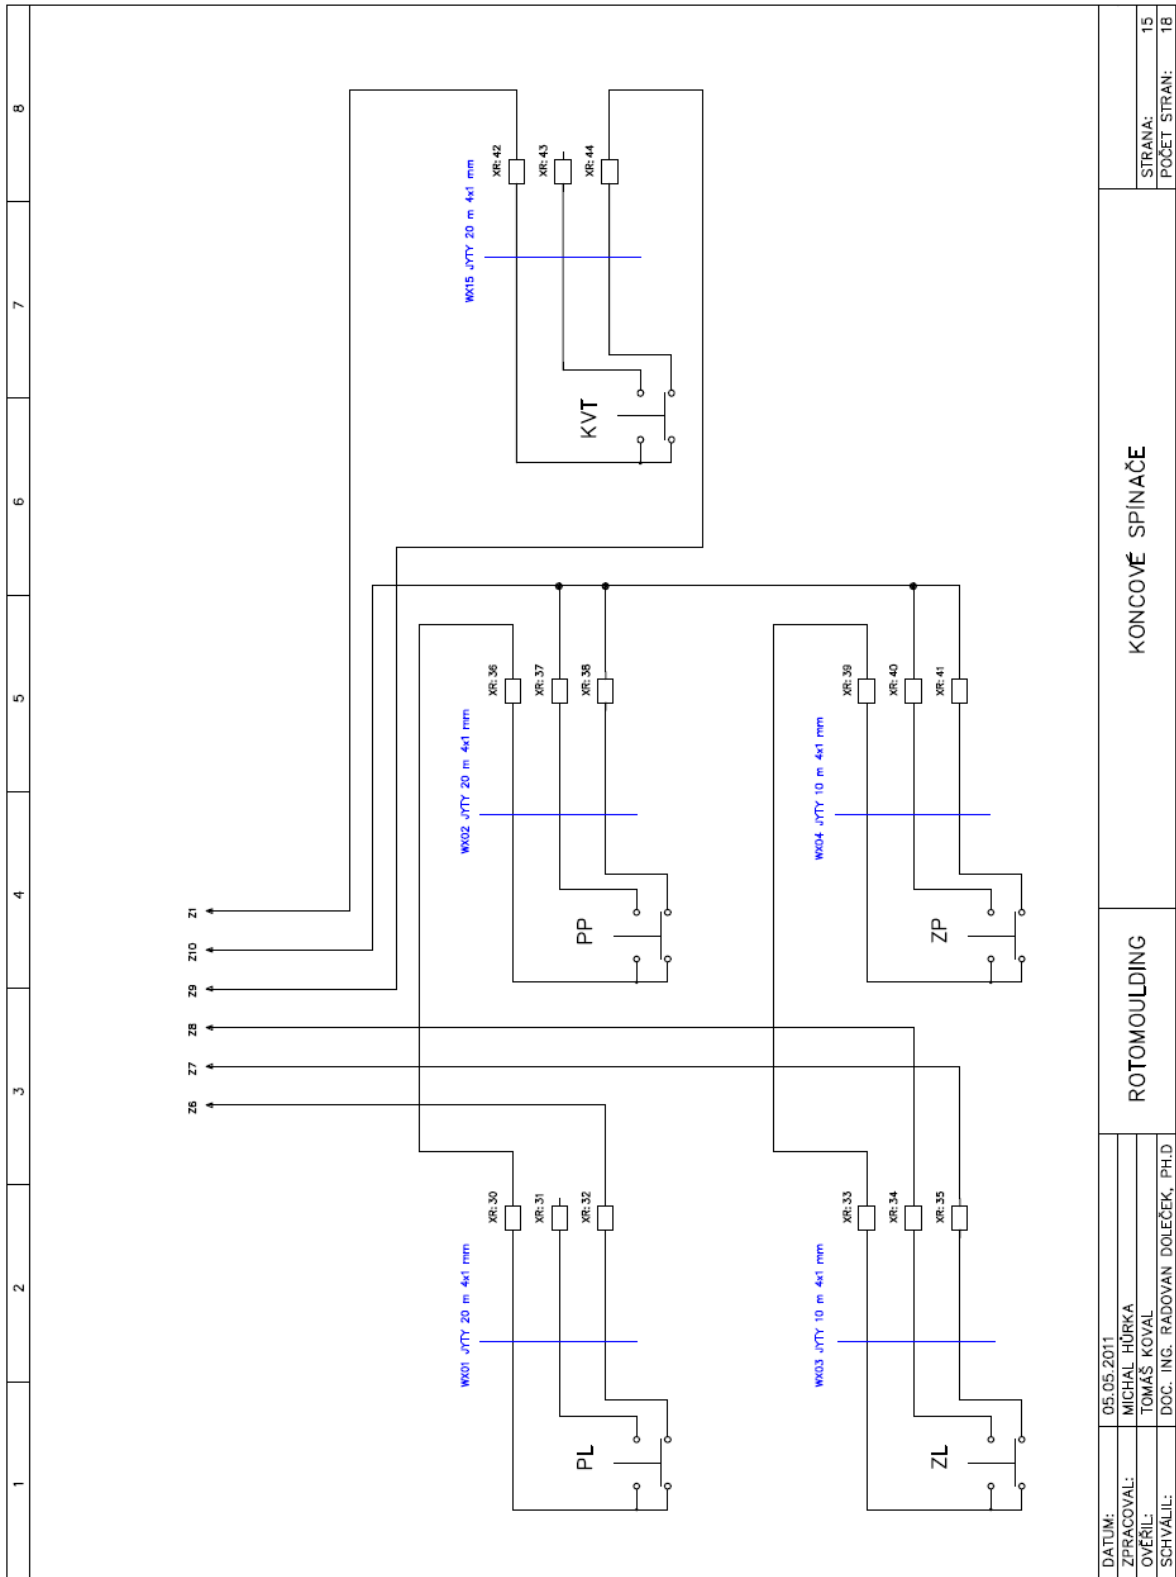 1 2 3 4 5 6 7 8
Z6 Z7 Z8 Z9 Z10 Z1
WX01 JYTY 20 m 4x1 mm
XR:30
XR:31
XR:32
PL
WX02 JYTY 20 m 4x1 mm
XR:36
XR:37
XR:38
PP
WX15 JYTY 20 m 4x1 mm
XR:42
XR:43
XR:44
KVT
WX03 JYTY 10 m 4x1 mm
XR:33
XR:34
XR:35
ZL
WX04 JYTY 10 m 4x1 mm
XR:39
XR:40
XR:41
ZP
DATUM: 05.05.2011
ZPRACOVAL: MICHAL HŮRKA
OVĚRIL: TOMÁŠ KOVAL
SCHVÁLIL: DOC. ING. RADOVAN DOLEČEK, PH.D
ROTOMOULDING
KONCOVÉ SPÍNAČE
STRANA: 15
POČET STRAN: 18